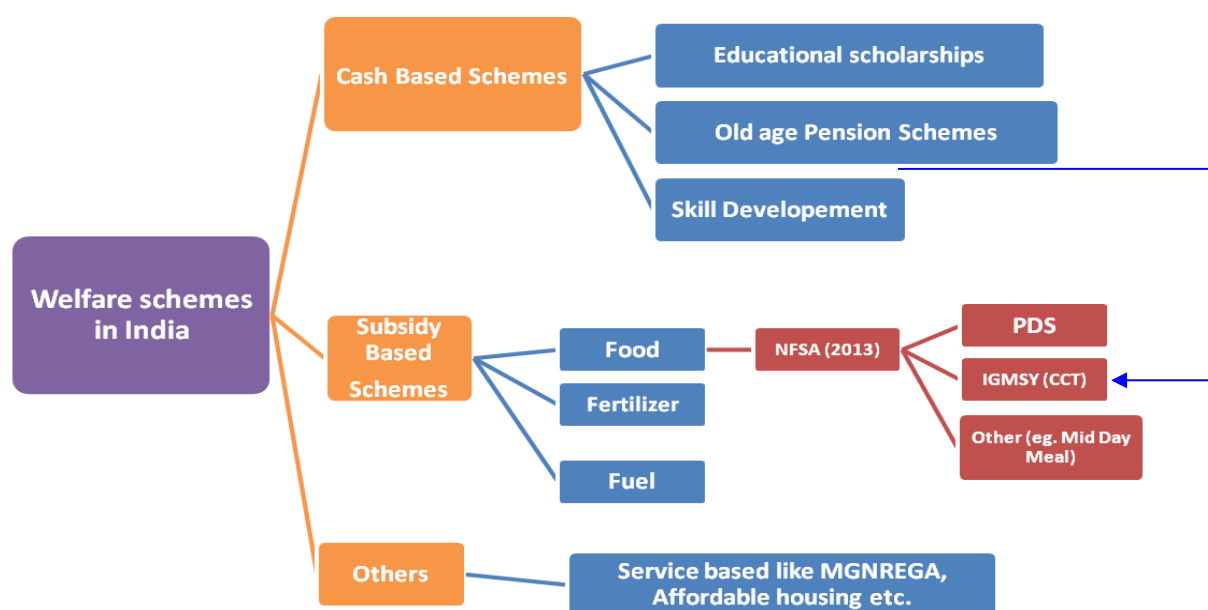 Cash Based Schemes
Educational scholarships
Old age Pension Schemes
Skill Developement
Welfare schemes
in India
Subsidy
Based
Schemes
Food
Fertilizer
Fuel
NFSA (2013)
PDS
IGMSY (CCT)
Other (eg. Mid Day
Meal)
Others
Service based like MGNREGA,
Affordable housing etc.